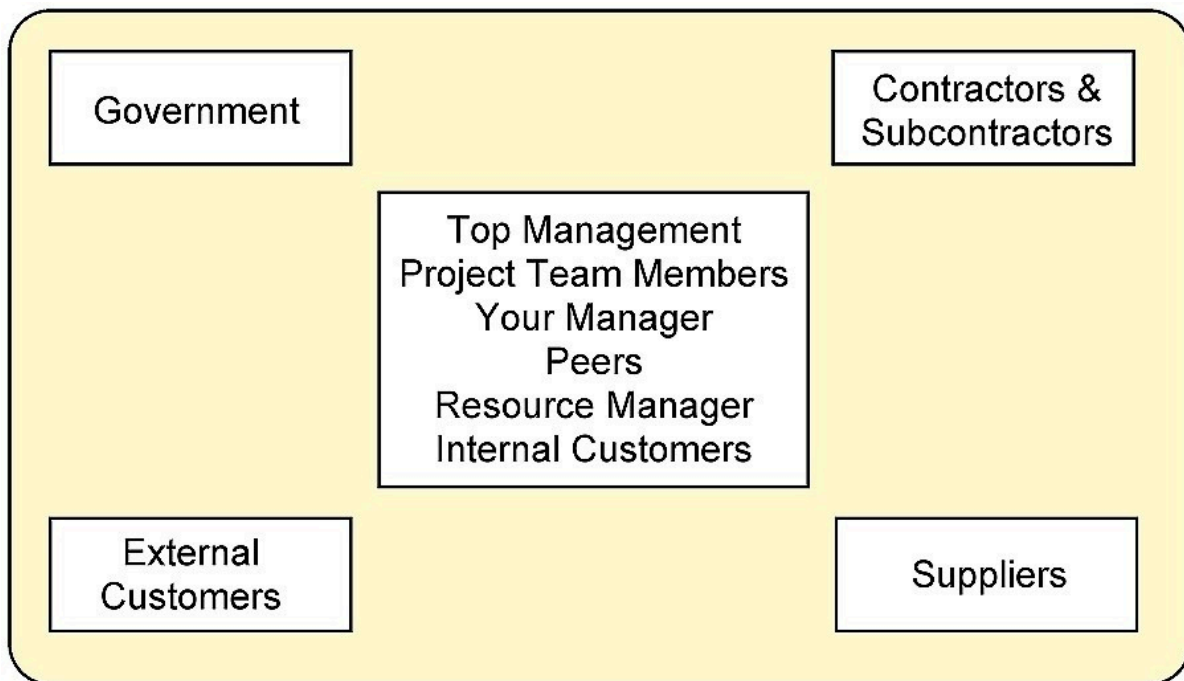 Government
Contractors &
Subcontractors
Top Management
Project Team Members
Your Manager
Peers
Resource Manager
Internal Customers
External
Customers
Suppliers